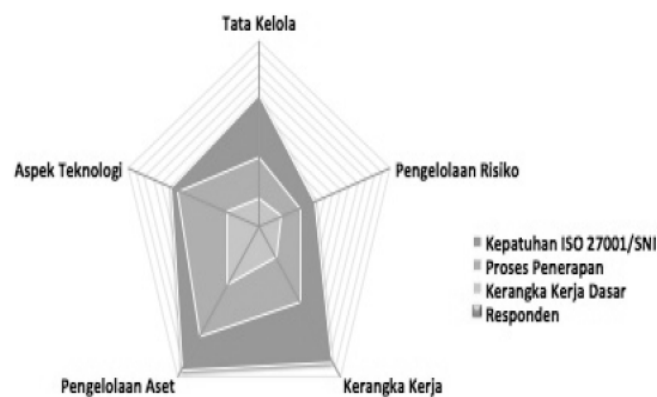 Tata Kelola
Aspek Teknologi
Pengelolaan Risiko
Kepatuhan ISO 27001/SNI
Proses Penerapan
Kerangka Kerja Dasar
Responden
Pengelolaan Aset
Kerangka Kerja